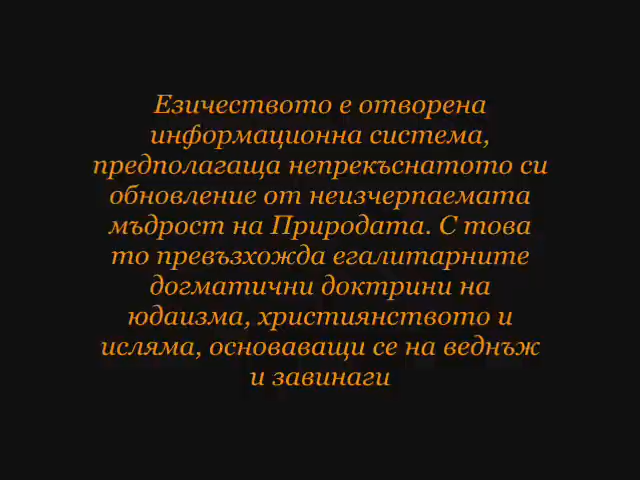 Езичеството е отворена
информационна система,
предполагаща непрекъснатото си
обновление от неизчерпаемата
мъдрост на Природата. С това
то превъзхожда егалитарните
догматични доктрини на
юдаизма, християнството и
исляма, основаващи се на веднъж
и завинаги